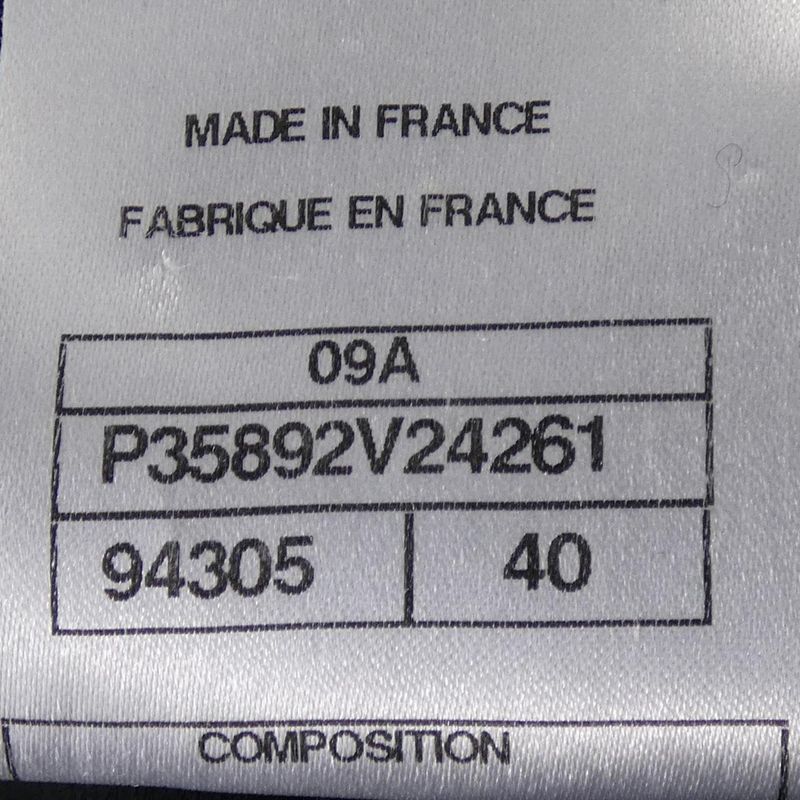 MADE IN FRANCE
FABRIQUE EN FRANCE
09A
P35892V24261
94305 40
COMPOSITION